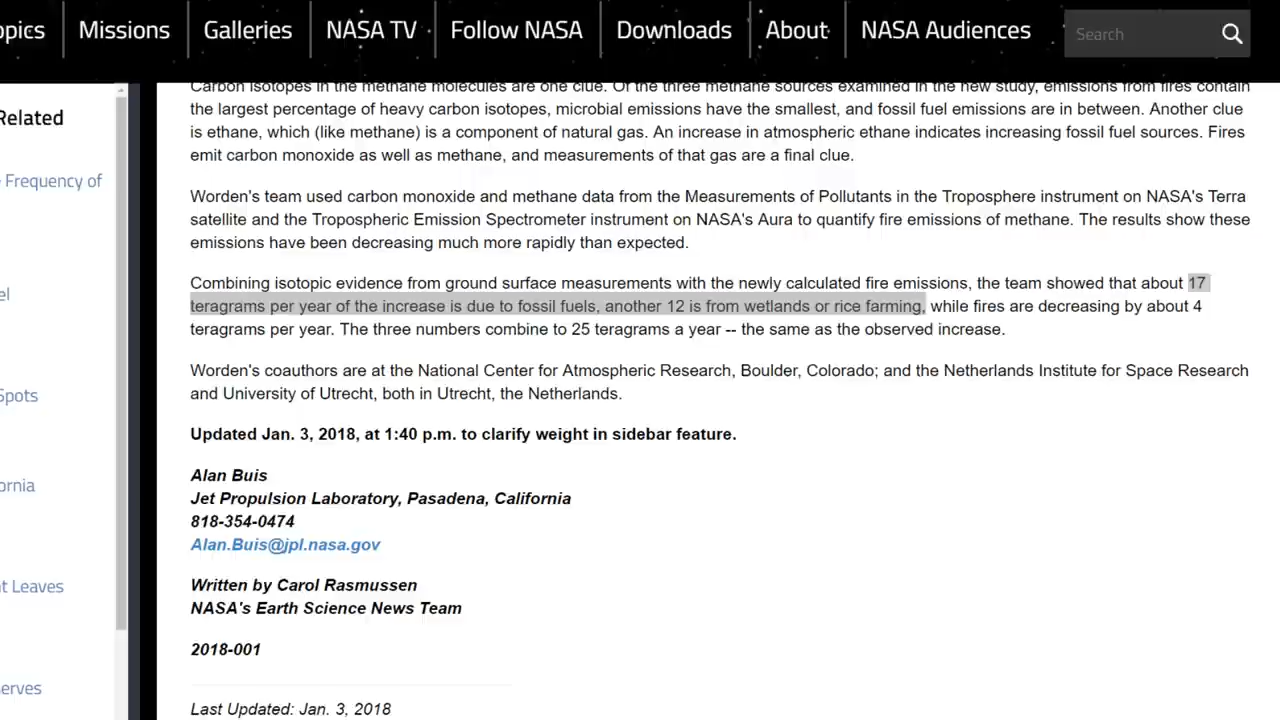 opics
Missions
Galleries
NASA TV
Follow NASA
Downloads
About
NASA Audiences
Search
Related
Frequency of
el
Spots
ornia
t Leaves
erves
Carbon isotopes in the methane molecules are one clue. Of the three methane sources examined in the new study, emissions from fires contain
the largest percentage of heavy carbon isotopes, microbial emissions have the smallest, and fossil fuel emissions are in between. Another clue
is ethane, which (like methane) is a component of natural gas. An increase in atmospheric ethane indicates increasing fossil fuel sources. Fires
emit carbon monoxide as well as methane, and measurements of that gas are a final clue.
Worden's team used carbon monoxide and methane data from the Measurements of Pollutants in the Troposphere instrument on NASA's Terra
satellite and the Tropospheric Emission Spectrometer instrument on NASA's Aura to quantify fire emissions of methane. The results show these
emissions have been decreasing much more rapidly than expected.
Combining isotopic evidence from ground surface measurements with the newly calculated fire emissions, the team showed that about 17
teragrams per year of the increase is due to fossil fuels, another 12 is from wetlands or rice farming, while fires are decreasing by about 4
teragrams per year. The three numbers combine to 25 teragrams a year -- the same as the observed increase.
Worden's coauthors are at the National Center for Atmospheric Research, Boulder, Colorado; and the Netherlands Institute for Space Research
and University of Utrecht, both in Utrecht, the Netherlands.
Updated Jan. 3, 2018, at 1:40 p.m. to clarify weight in sidebar feature.
Alan Buis
Jet Propulsion Laboratory, Pasadena, California
818-354-0474
Alan.Buis@jpl.nasa.gov
Written by Carol Rasmussen
NASA's Earth Science News Team
2018-001
Last Updated: Jan. 3, 2018